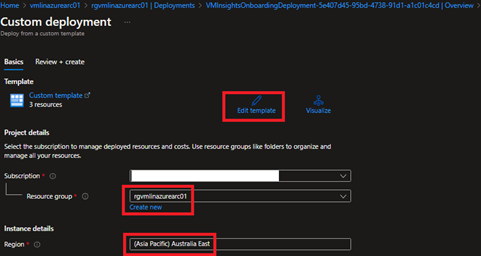 Home > vmlinazurearc01 > rgvmlinazurearc01 | Deployments > VMInsightsOnboardingDeployment-5e407d45-95bd-4738-91d1-a1c01c4cd | Overview >
Custom deployment ...
Deploy from a custom template
Basics Review + create
Template
Custom template
3 resources
Edit template Visualize
Project details
Select the subscription to manage deployed resources and costs. Use resource groups like folders to organize and
manage all your resources.
Subscription *
Resource group * rgvmlinazurearc01
Create new
Instance details
Region * (Asia Pacific) Australia East